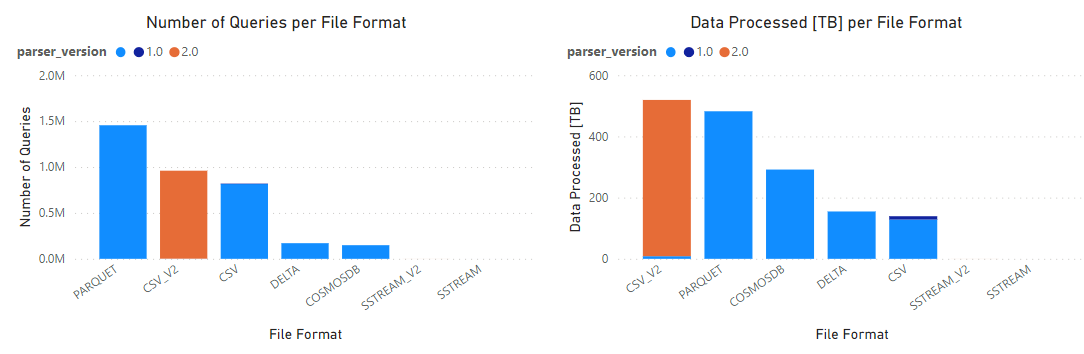 Number of Queries per File Format
parser_version 1.0 2.0
2.0M
1.5M
1.0M
0.5M
0.0M
Number of Queries
PARQUET
CSV_V2
CSV
DELTA
COSMOSDB
SSTREAM_V2
SSTREAM
File Format
Data Processed [TB] per File Format
parser_version 1.0 2.0
600
400
200
0
Data Processed [TB]
CSV_V2
PARQUET
COSMOSDB
DELTA
CSV
SSTREAM_V2
SSTREAM
File Format